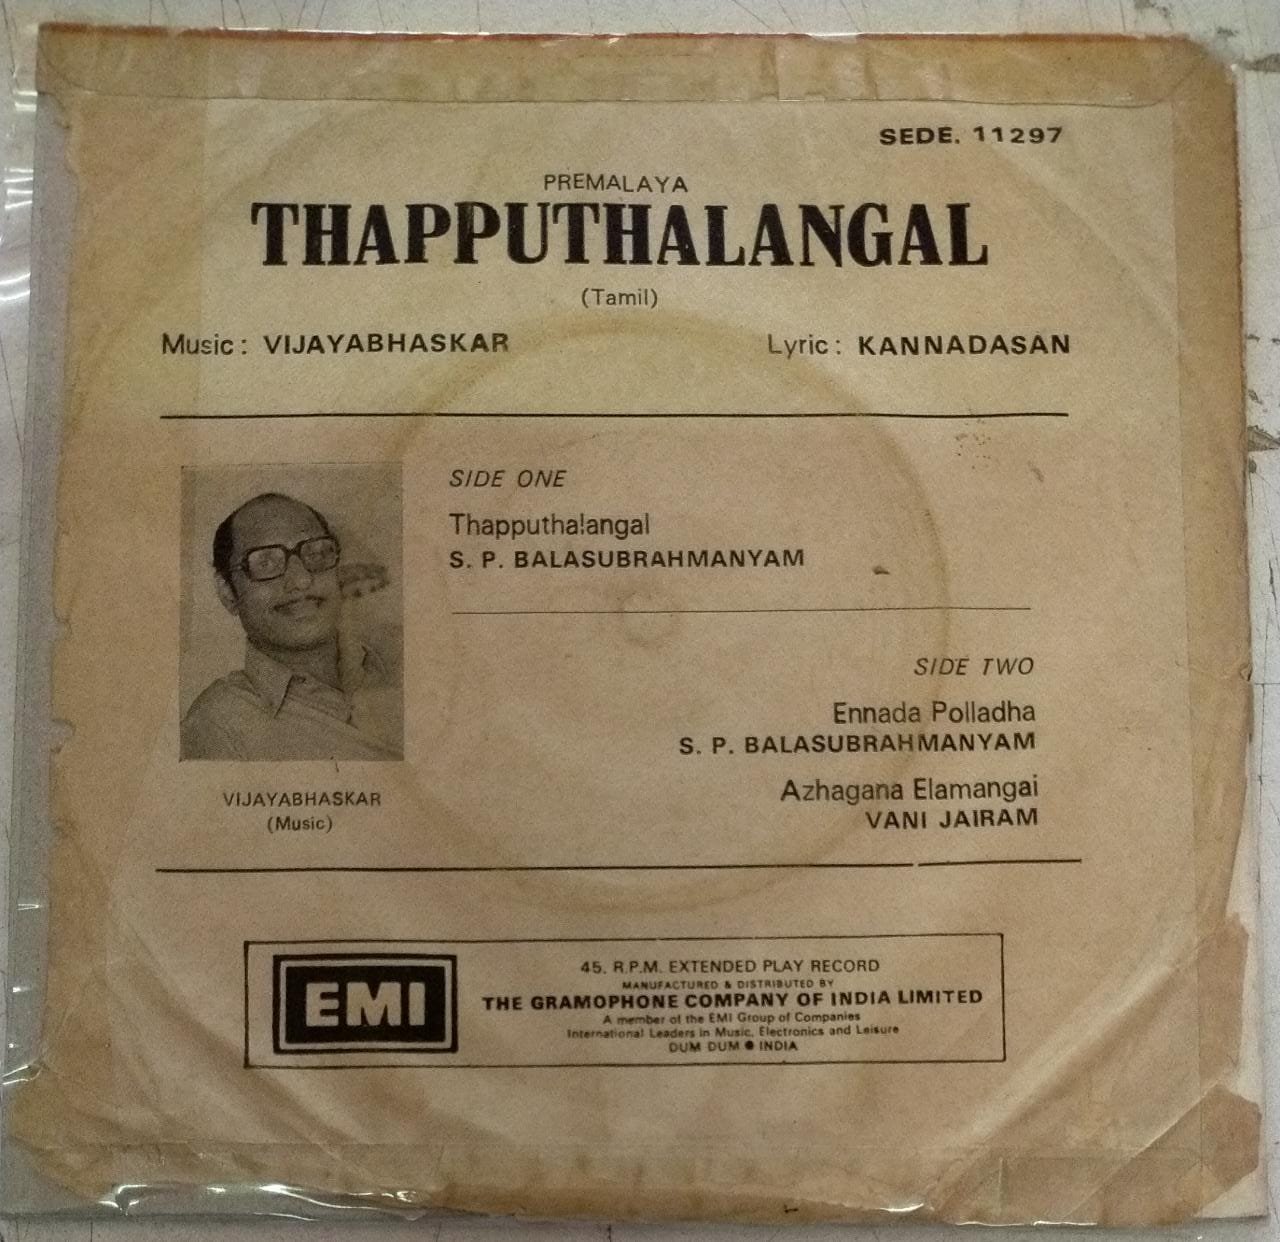 SEDE. 11297
PREMALAYA
THAPPUTHALANGAL
(Tamil)
Music: VIJAYABHASKAR
Lyric: KANNADASAN
SIDE ONE
Thapputhalangal
S. P. BALASUBRAHMANYAM
SIDE TWO
Ennada Polladha
S. P. BALASUBRAHMANYAM
Azhagana Elamangai
VANI JAIRAM
VIJAYABHASKAR
(Music)
EMI
45. R.P.M. EXTENDED PLAY RECORD
MANUFACTURED & DISTRIBUTED BY
THE GRAMOPHONE COMPANY OF INDIA LIMITED
A member of the EMI Group of Companies
International Leaders in Music, Electronics and Leisure
DUM DUM ● INDIA